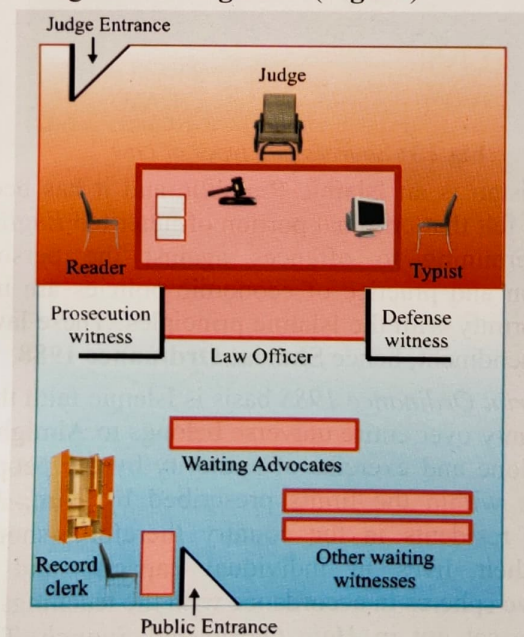 Judge Entrance
Judge
Reader
Typist
Prosecution
witness
Defense
witness
Law Officer
Waiting Advocates
Other waiting
witnesses
Record
clerk
Public Entrance